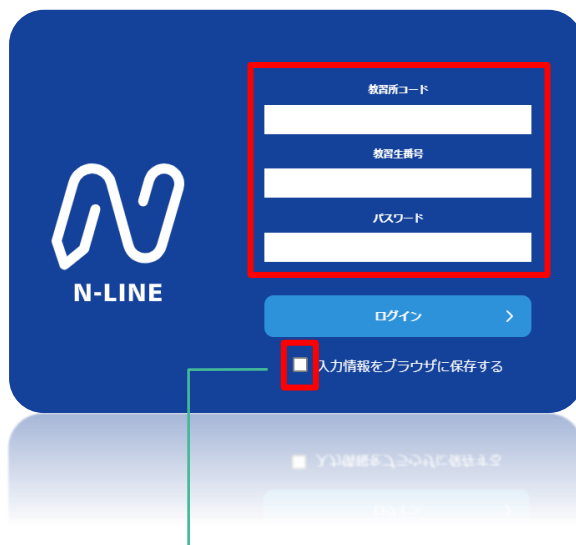 教習所コード
教習生番号
パスワード
N-LINE
ログイン
入力情報をブラウザに保存する